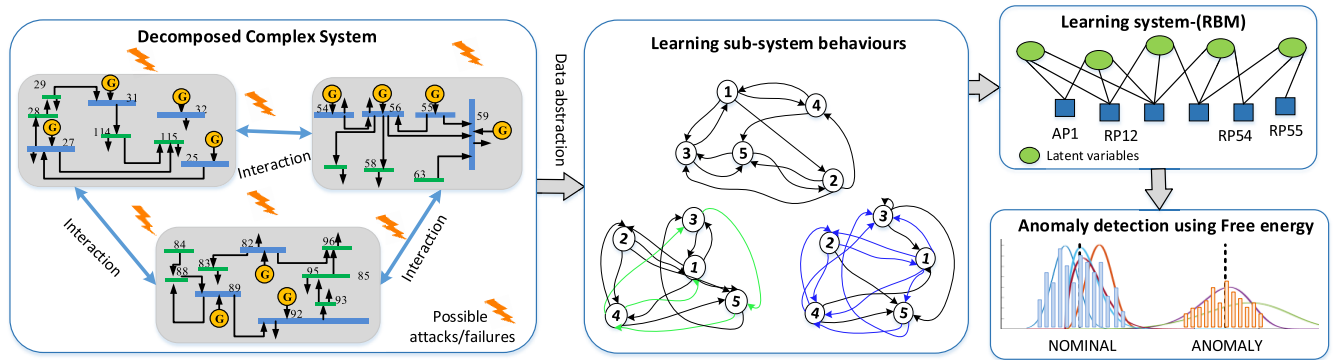 Decomposed Complex System
29
G
31
G
32
28
G
27
114
115
G
25
Interaction
G
54
G
56
G
55
59
G
58
63
Interaction
Interaction
84
82
G
96
83
88
95
85
89
G
G
93
92
Possible
attacks/failures
Data abstraction
Learning sub-system behaviours
1
4
3
5
2
3
2
1
4
5
3
2
1
4
5
Learning system-(RBM)
AP1
RP12
RP54
RP55
Latent variables
Anomaly detection using Free energy
NOMINAL
ANOMALY